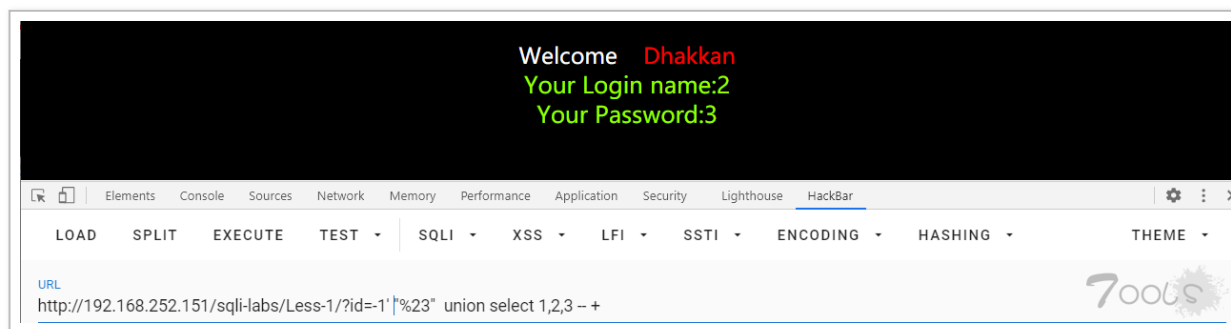 Welcome Dhakkan
Your Login name:2
Your Password:3
Elements Console Sources Network Memory Performance Application Security Lighthouse HackBar
LOAD SPLIT EXECUTE TEST SQLI XSS LFI SSTI ENCODING HASHING THEME
URL
http://192.168.252.151/sqli-labs/Less-1/?id=-1' "%23" union select 1,2,3 -- +
7ooLS